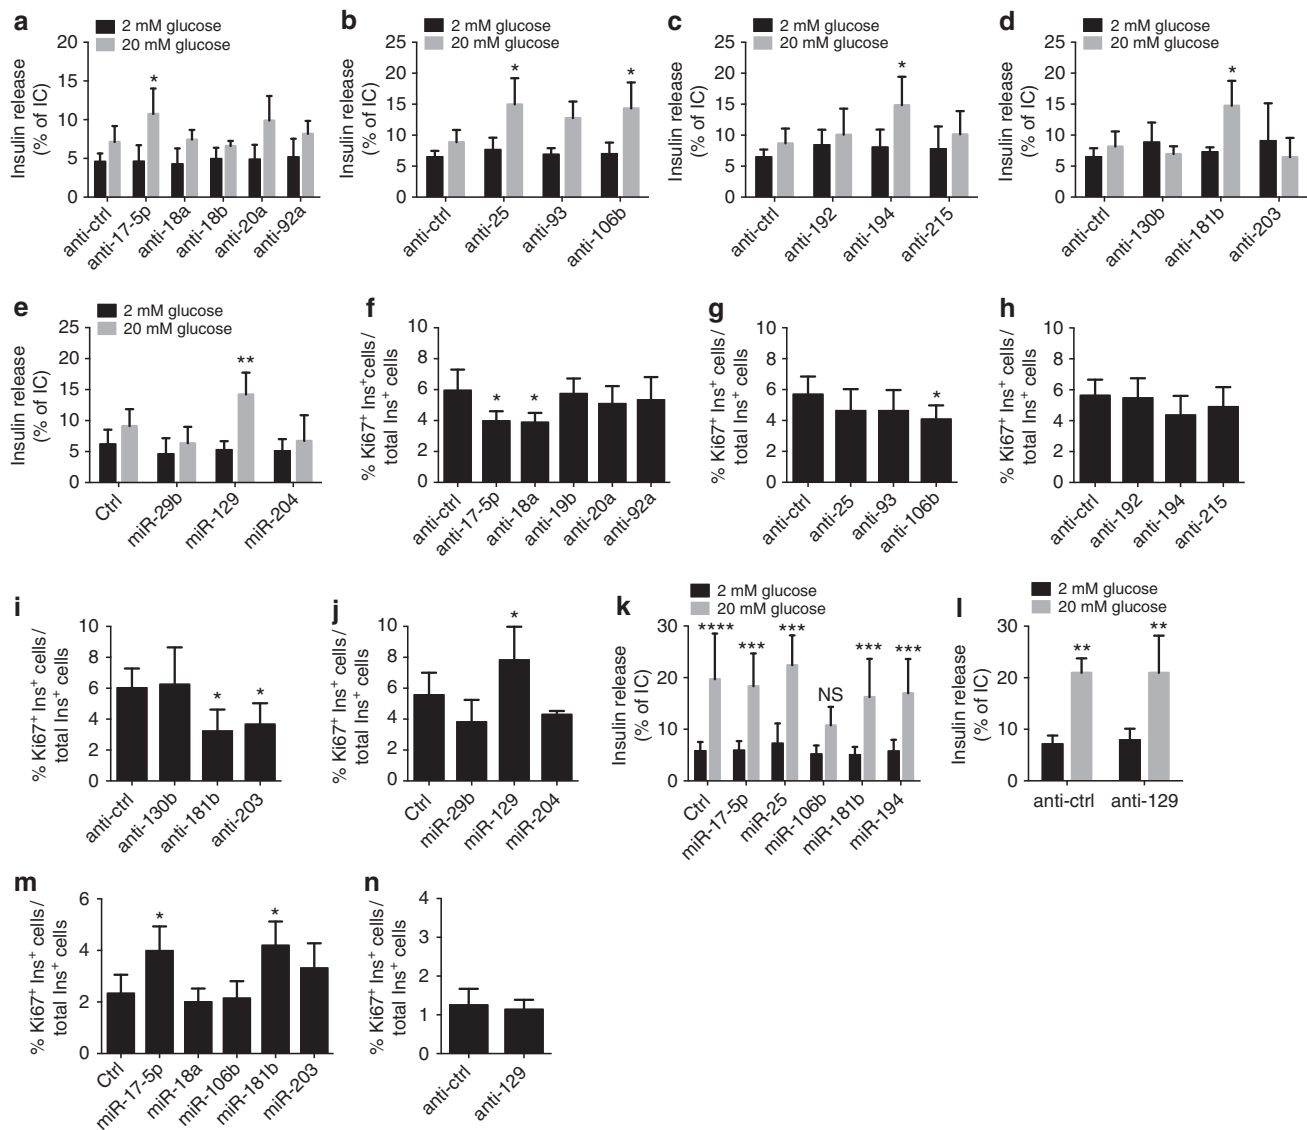 a
2 mM glucose
20 mM glucose
Insulin release
(% of IC)
20
15
10
5
0
*
anti-ctrl
anti-17-5p
anti-18a
anti-18b
anti-20a
anti-92a
b
2 mM glucose
20 mM glucose
Insulin release
(% of IC)
25
20
15
10
5
0
*
*
anti-ctrl
anti-25
anti-93
anti-106b
c
2 mM glucose
20 mM glucose
Insulin release
(% of IC)
25
20
15
10
5
0
*
anti-ctrl
anti-192
anti-194
anti-215
d
2 mM glucose
20 mM glucose
Insulin release
(% of IC)
25
20
15
10
5
0
*
anti-ctrl
anti-130b
anti-181b
anti-203
e
2 mM glucose
20 mM glucose
Insulin release
(% of IC)
25
20
15
10
5
0
**
Ctrl
miR-29b
miR-129
miR-204
f
% Ki67+ Ins+cells/
total Ins+ cells
10
8
6
4
2
0
*
*
anti-ctrl
anti-17-5p
anti-18a
anti-19b
anti-20a
anti-92a
g
% Ki67+ Ins+ cells/
total Ins+ cells
10
8
6
4
2
0
*
anti-ctrl
anti-25
anti-93
anti-106b
h
% Ki67+ Ins+ cells/
total Ins+ cells
10
8
6
4
2
0
anti-ctrl
anti-192
anti-194
anti-215
i
% Ki67+ Ins+ cells/
total Ins+ cells
10
8
6
4
2
0
*
*
anti-ctrl
anti-130b
anti-181b
anti-203
j
% Ki67+ Ins+ cells/
total Ins+ cells
10
8
6
4
2
0
*
Ctrl
miR-29b
miR-129
miR-204
k
2 mM glucose
20 mM glucose
Insulin release
(% of IC)
30
20
10
0
****
***
***
NS
***
***
Ctrl
miR-17-5p
miR-25
miR-106b
miR-181b
miR-194
l
2 mM glucose
20 mM glucose
Insulin release
(% of IC)
30
20
10
0
**
**
anti-ctrl
anti-129
m
% Ki67+ Ins+ cells/
total Ins+ cells
6
4
2
0
*
*
Ctrl
miR-17-5p
miR-18a
miR-106b
miR-181b
miR-203
n
% Ki67+ Ins+ cells/
total Ins+ cells
4
3
2
1
0
anti-ctrl
anti-129